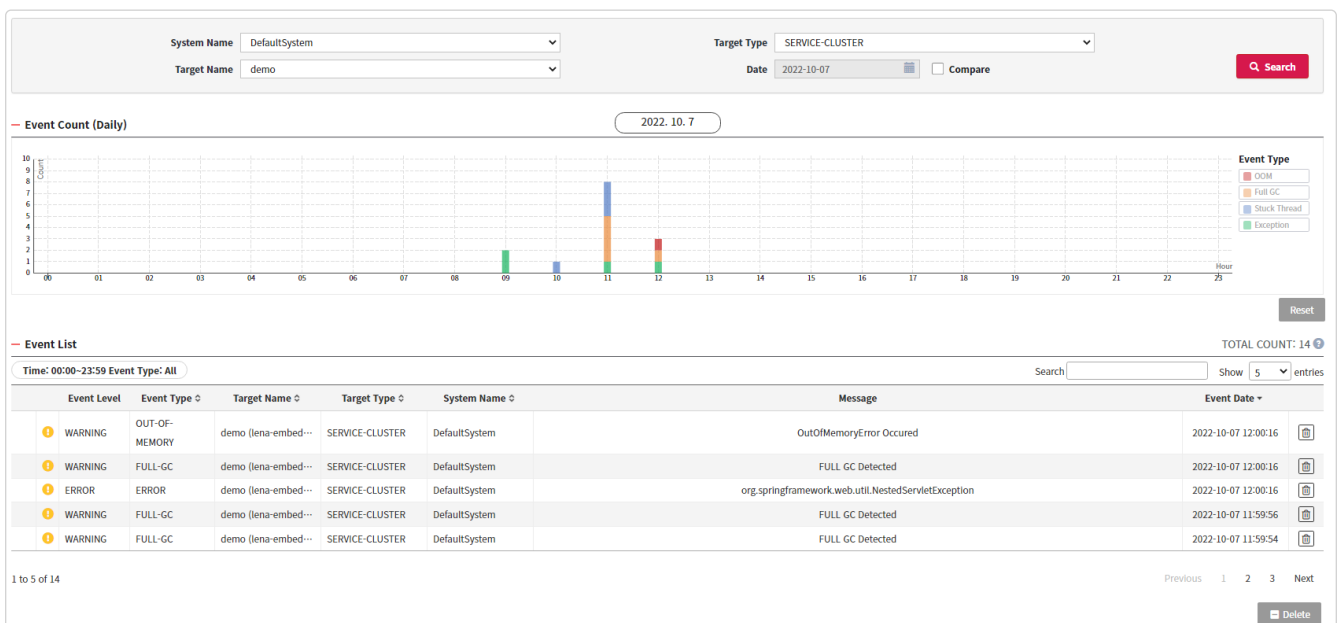 System Name DefaultSystem Target Type SERVICE-CLUSTER
Target Name demo Date 2022-10-07 Compare Search
Event Count (Daily) 2022. 10. 7
Event Type
OOM
Full GC
Stuck Thread
Exception
Count
10
9
8
7
6
5
4
3
2
1
0
Hour
00 01 02 03 04 05 06 07 08 09 10 11 12 13 14 15 16 17 18 19 20 21 22 23
Reset
Event List TOTAL COUNT: 14 ?
Time: 00:00~23:59 Event Type: All Search Show 5 entries
Event Level Event Type Target Name Target Type System Name Message Event Date
WARNING OUT-OF-MEMORY demo (lena-embed··· SERVICE-CLUSTER DefaultSystem OutOfMemoryError Occured 2022-10-07 12:00:16
WARNING FULL-GC demo (lena-embed··· SERVICE-CLUSTER DefaultSystem FULL GC Detected 2022-10-07 12:00:16
ERROR ERROR demo (lena-embed··· SERVICE-CLUSTER DefaultSystem org.springframework.web.util.NestedServletException 2022-10-07 12:00:16
WARNING FULL-GC demo (lena-embed··· SERVICE-CLUSTER DefaultSystem FULL GC Detected 2022-10-07 11:59:56
WARNING FULL-GC demo (lena-embed··· SERVICE-CLUSTER DefaultSystem FULL GC Detected 2022-10-07 11:59:54
1 to 5 of 14 Previous 1 2 3 Next
Delete